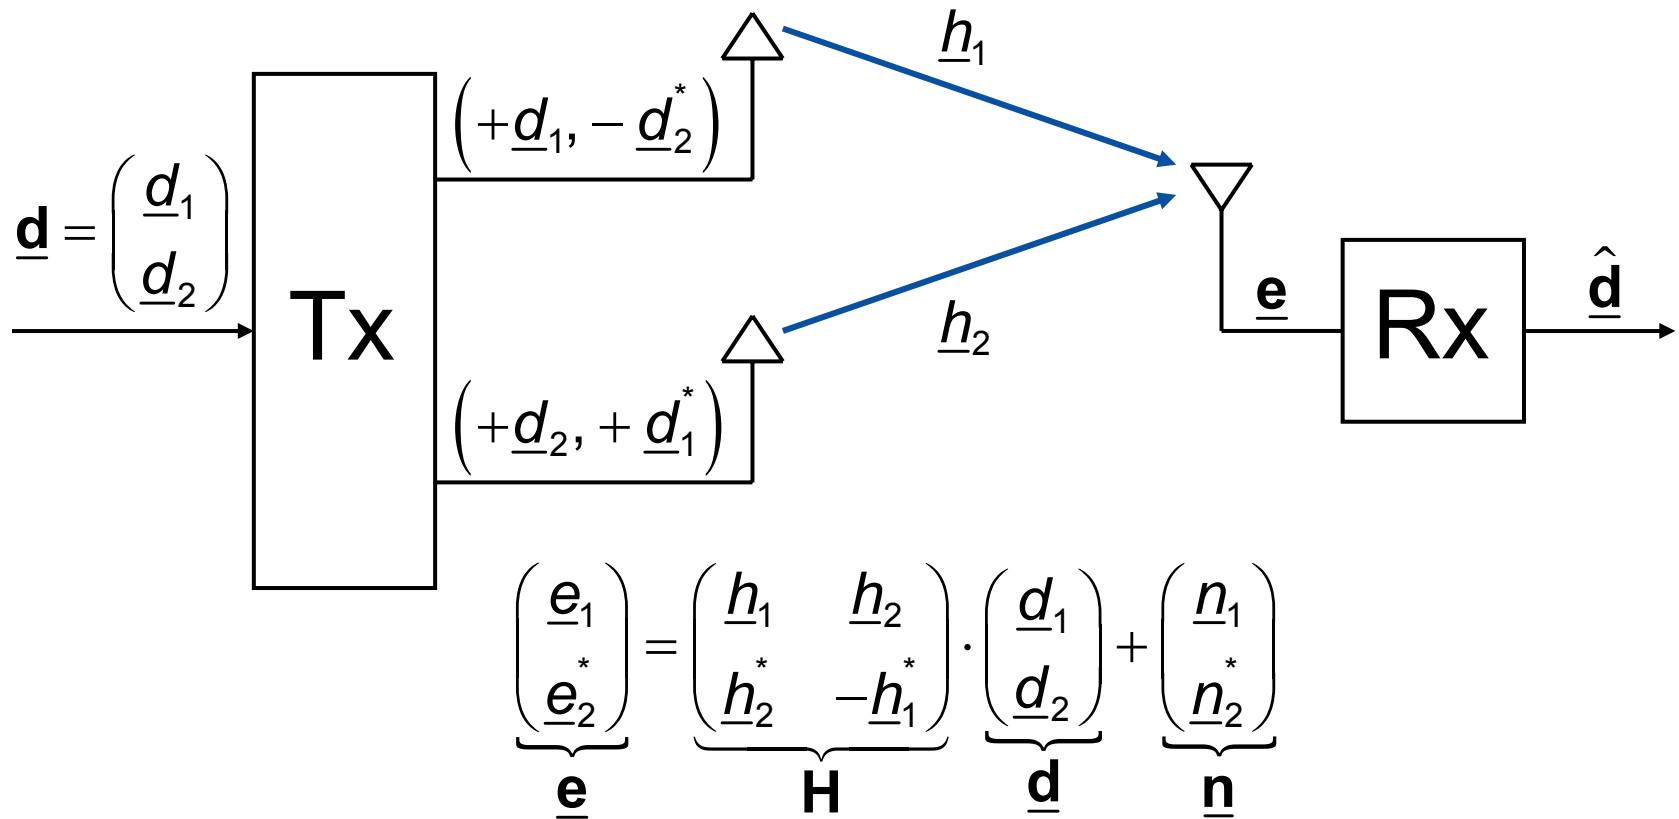 h₁
(+d₁, − d₂*)
d = (d₁ d₂)
Tx
h₂
e
Rx
d̂
(+d₂, + d₁*)
(e₁ e₂*) = (h₁ h₂ h₂* −h₁*) · (d₁ d₂) + (n₁ n₂*)
e H d n